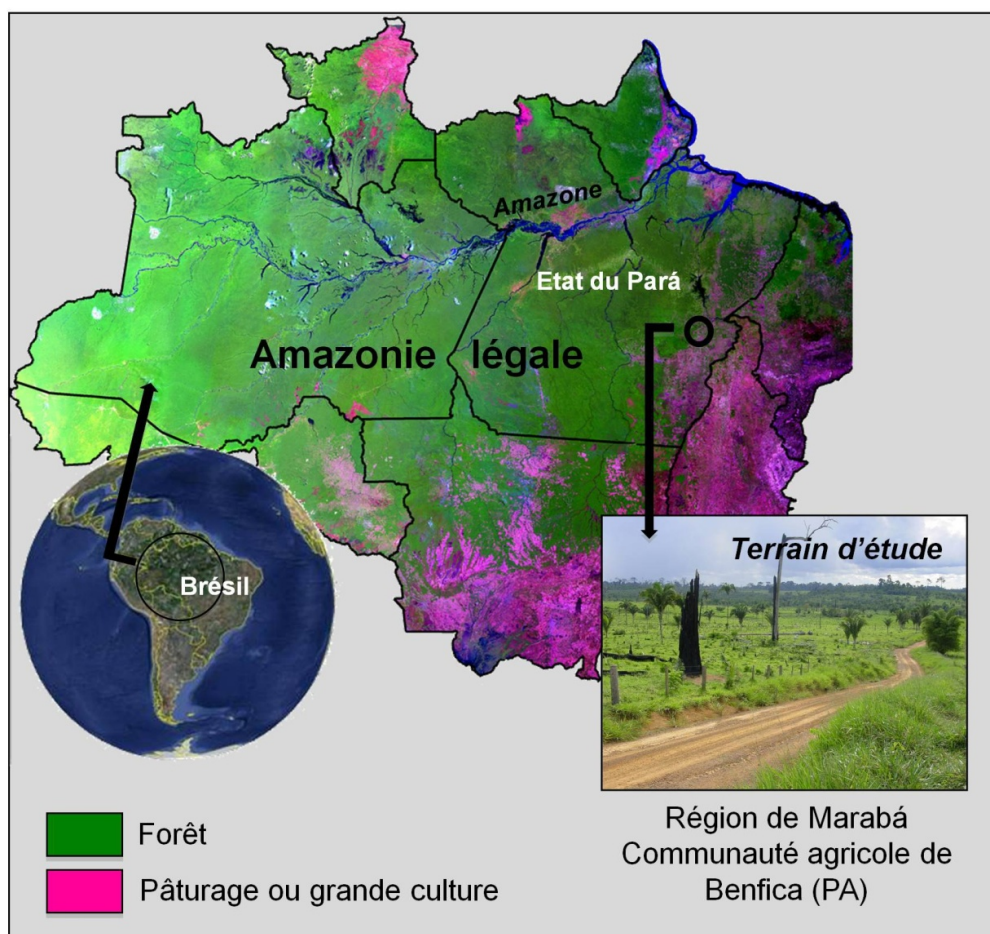 Amazone
Etat du Pará
Amazonie légale
Brésil
Terrain d'étude
Forêt
Pâturage ou grande culture
Région de Marabá
Communauté agricole de
Benfica (PA)